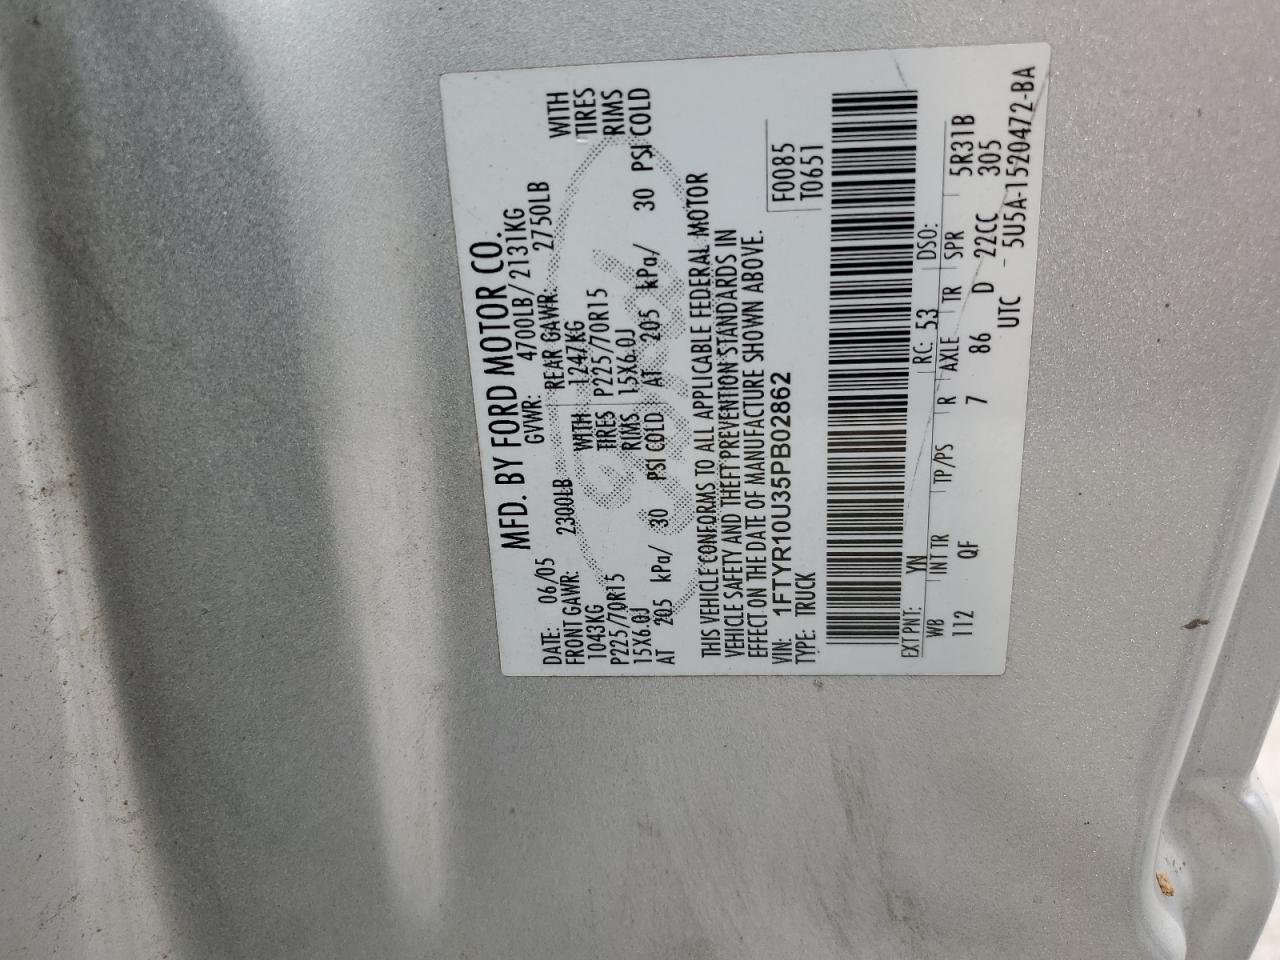 MFD. BY FORD MOTOR CO.
DATE: 06/05 GVWR: 4700LB/2131KG
FRONT GAWR: 2300LB REAR GAWR: 2750LB
1043KG WITH 1247KG WITH
P225/70R15 TIRES P225/70R15 TIRES
15X6.0J RIMS 15X6.0J RIMS
AT 205 kPa/ 30 PSI COLD AT 205 kPa/ 30 PSI COLD
THIS VEHICLE CONFORMS TO ALL APPLICABLE FEDERAL MOTOR
VEHICLE SAFETY AND THEFT PREVENTION STANDARDS IN
EFFECT ON THE DATE OF MANUFACTURE SHOWN ABOVE.
VIN: 1FTYR10U35PB02862 F0085
TYPE: TRUCK T0651
EXT PNT: YN RC: 53 DSO:
WB INT TR TP/PS R AXLE TR SPR 5R31B
112 QF 7 86 D 22CC 305
UTC 5U5A-1520472-BA